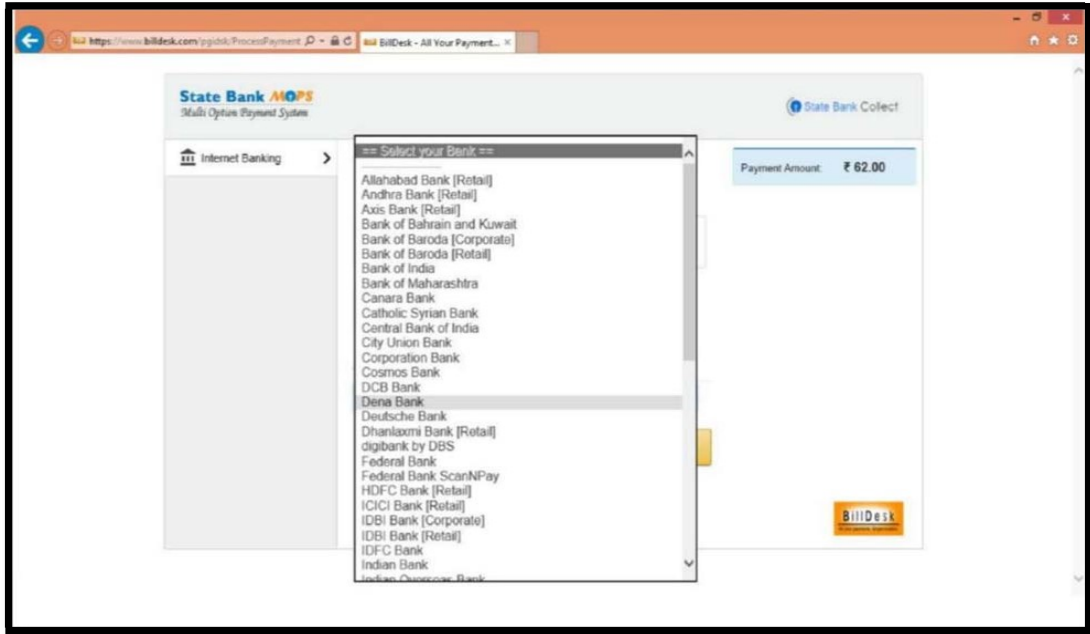 https://www.billdesk.com/pgidsk/ProcessPayment
BillDesk - All Your Payment...
State Bank MOPS
Multi Option Payment System
State Bank Collect
Internet Banking
Payment Amount: ₹ 62.00
== Select your Bank ==
Allahabad Bank [Retail]
Andhra Bank [Retail]
Axis Bank [Retail]
Bank of Bahrain and Kuwait
Bank of Baroda [Corporate]
Bank of Baroda [Retail]
Bank of India
Bank of Maharashtra
Canara Bank
Catholic Syrian Bank
Central Bank of India
City Union Bank
Corporation Bank
Cosmos Bank
DCB Bank
Dena Bank
Deutsche Bank
Dhanlaxmi Bank [Retail]
digibank by DBS
Federal Bank
Federal Bank ScanNPay
HDFC Bank [Retail]
ICICI Bank [Retail]
IDBI Bank [Corporate]
IDBI Bank [Retail]
IDFC Bank
Indian Bank
Indian Overseas Bank
BillDesk